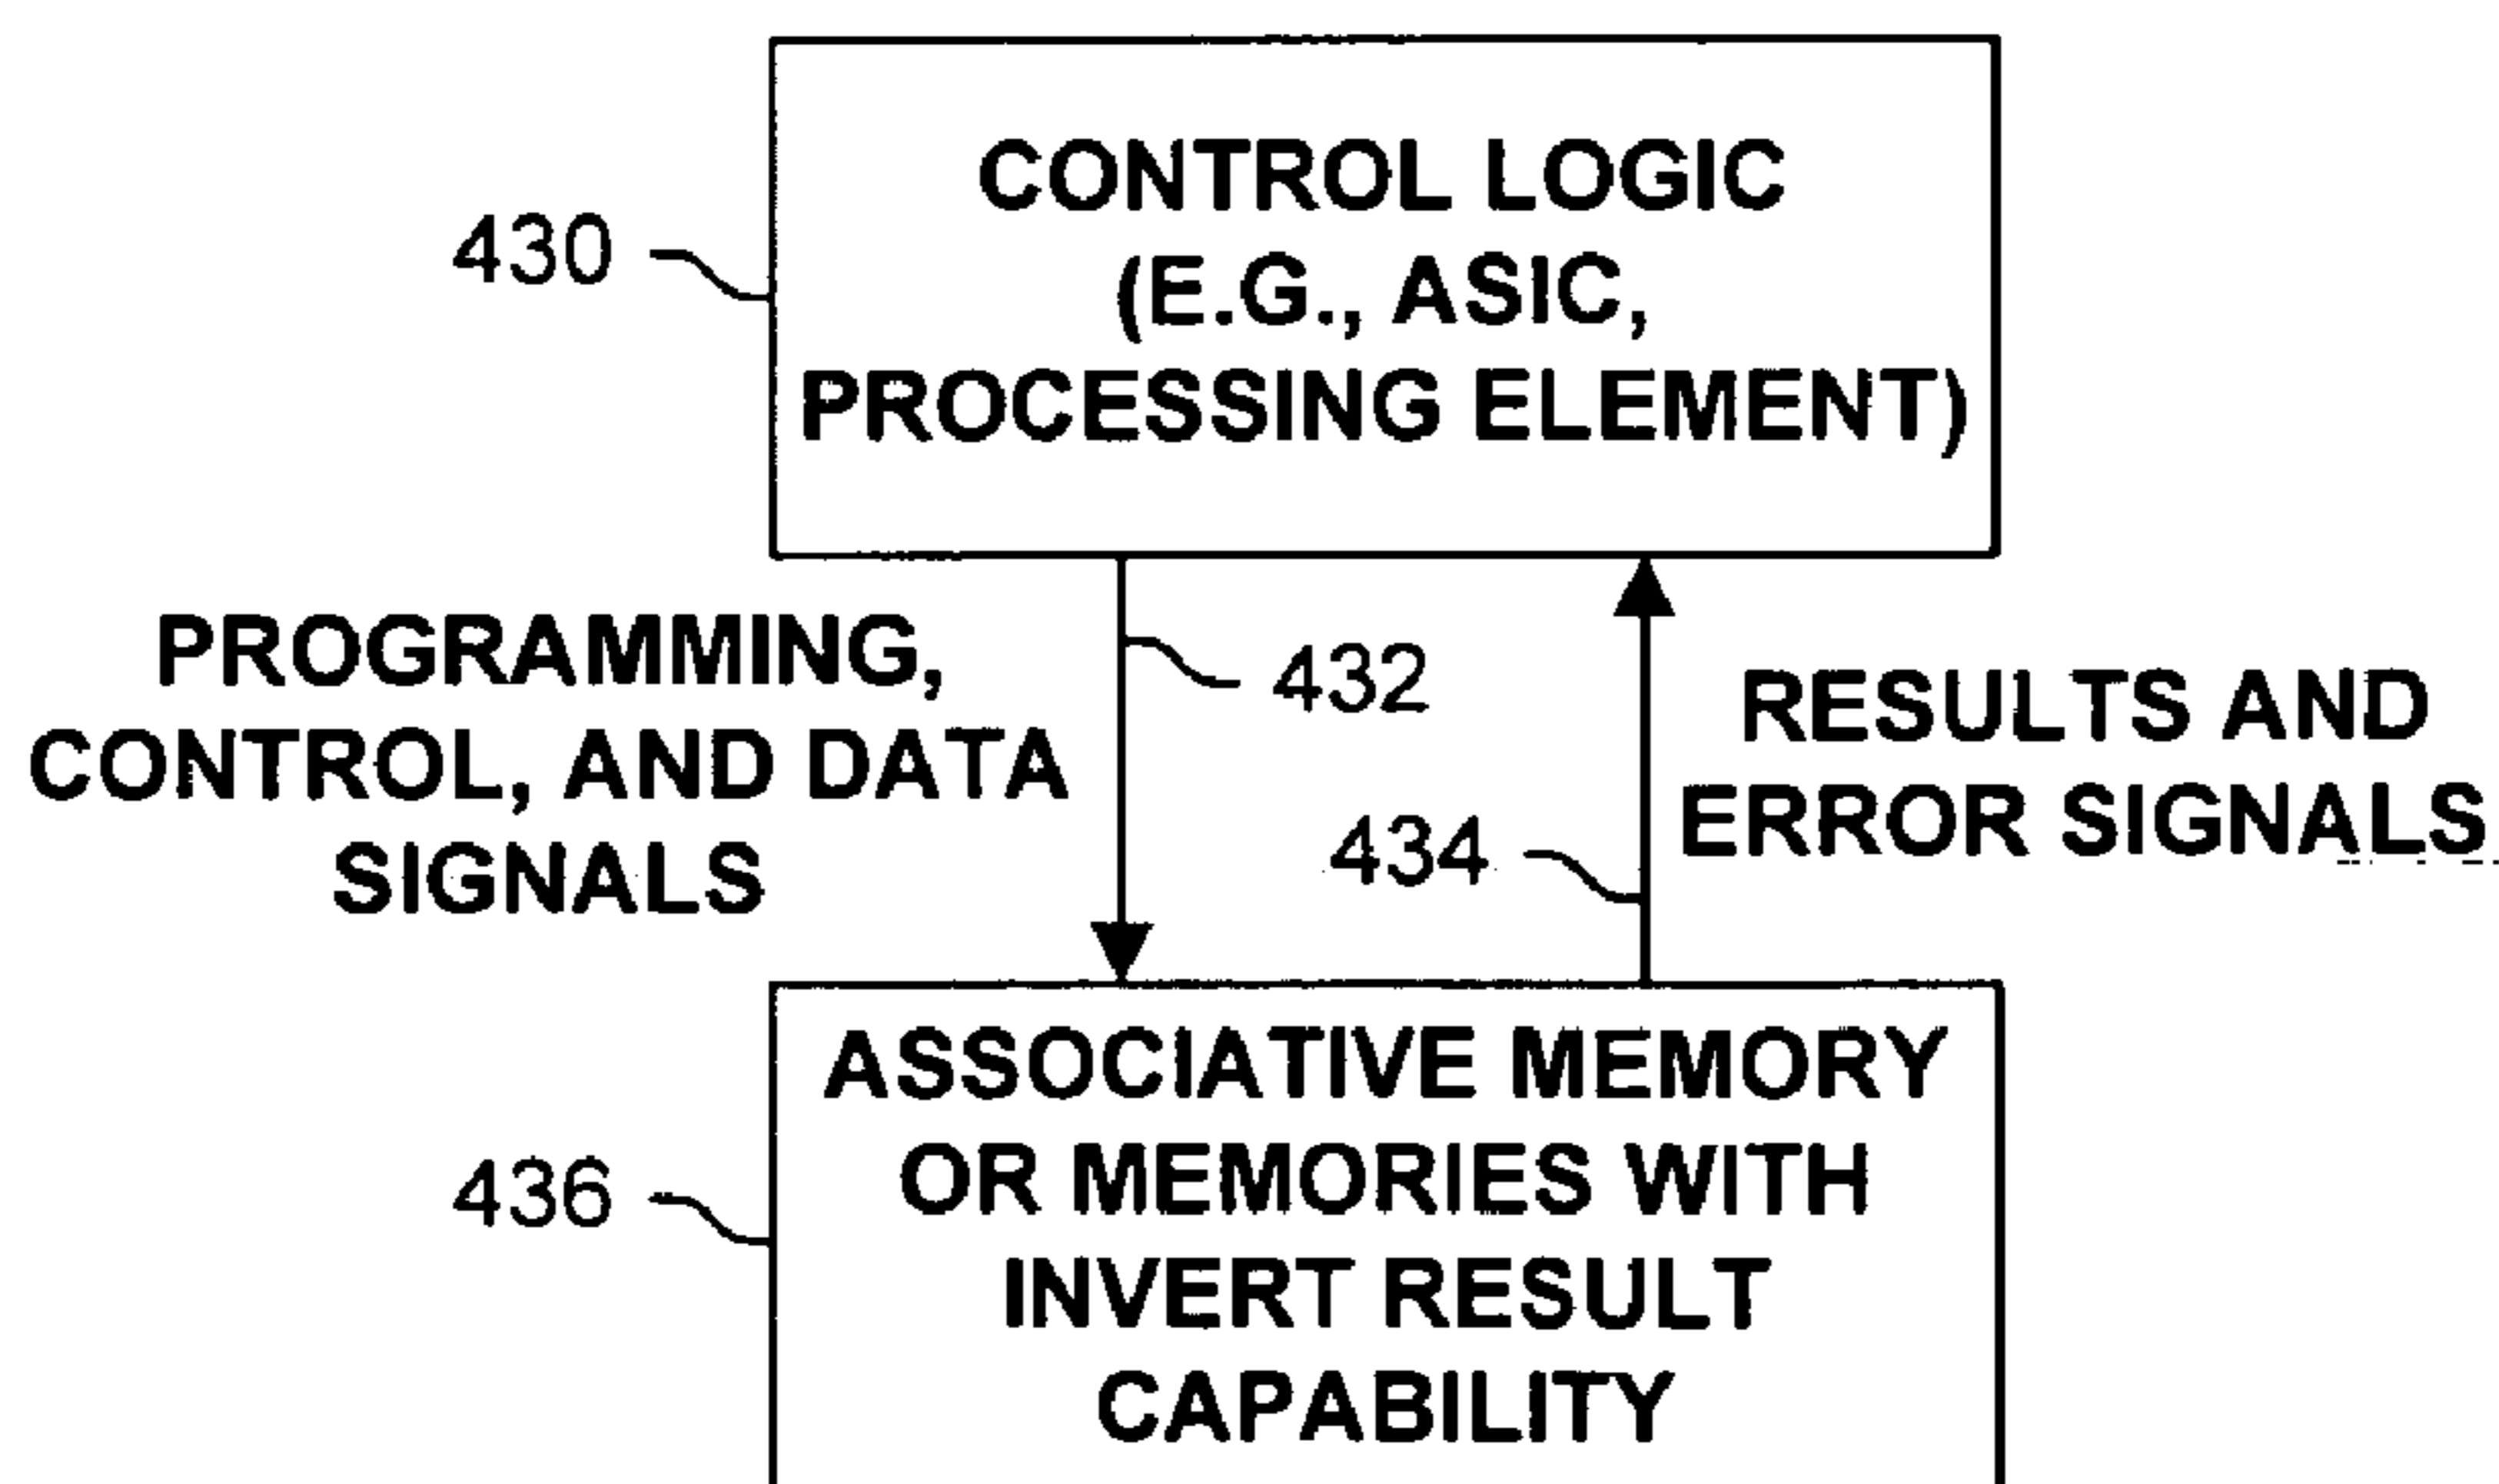 430
CONTROL LOGIC
(E.G., ASIC,
PROCESSING ELEMENT)
PROGRAMMING,
CONTROL, AND DATA
SIGNALS
432
434
RESULTS AND
ERROR SIGNALS
436
ASSOCIATIVE MEMORY
OR MEMORIES WITH
INVERT RESULT
CAPABILITY